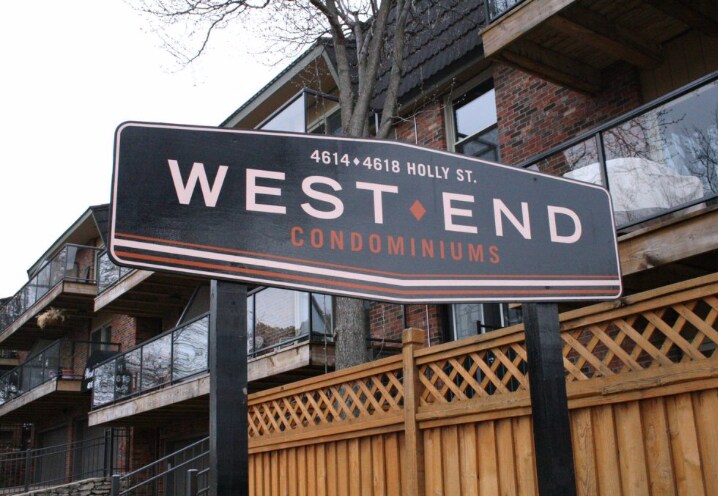 4614♦4618 HOLLY ST.
WEST♦END
CONDOMINIUMS